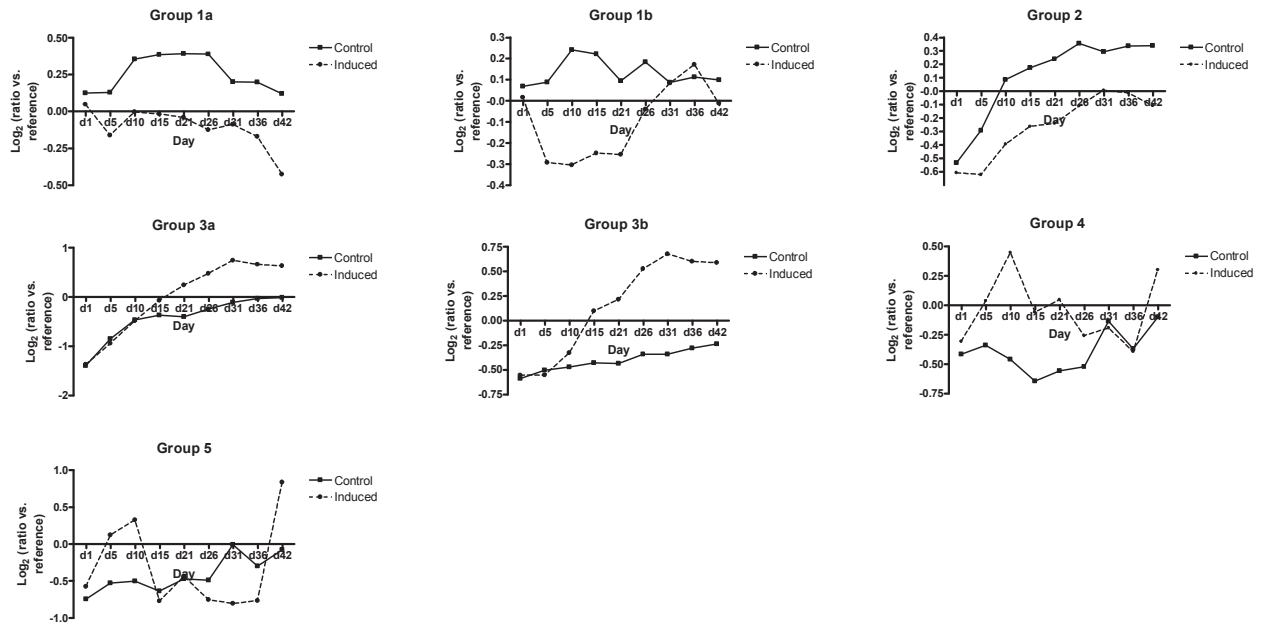 Group 1a
Log2 (ratio vs. reference)
0.50
0.25
0.00
-0.25
-0.50
d1 d5 d10 d15 d21 d26 d31 d36 d42
Day
Control
Induced
Group 1b
Log2 (ratio vs. reference)
0.3
0.2
0.1
-0.0
-0.1
-0.2
-0.3
-0.4
d1 d5 d10 d15 d21 d26 d31 d36 d42
Day
Control
Induced
Group 2
Log2 (ratio vs. reference)
0.4
0.3
0.2
0.1
-0.0
-0.1
-0.2
-0.3
-0.4
-0.5
-0.6
d1 d5 d10 d15 d21 d26 d31 d36 d42
Day
Control
Induced
Group 3a
Log2 (ratio vs. reference)
1
0
-1
-2
d1 d5 d10 d15 d21 d26 d31 d36 d42
Day
Control
Induced
Group 3b
Log2 (ratio vs. reference)
0.75
0.50
0.25
0.00
-0.25
-0.50
-0.75
d1 d5 d10 d15 d21 d26 d31 d36 d42
Day
Control
Induced
Group 4
Log2 (ratio vs. reference)
0.50
0.25
0.00
-0.25
-0.50
-0.75
d1 d5 d10 d15 d21 d26 d31 d36 d42
Day
Control
Induced
Group 5
Log2 (ratio vs. reference)
1.0
0.5
0.0
-0.5
-1.0
d1 d5 d10 d15 d21 d26 d31 d36 d42
Day
Control
Induced